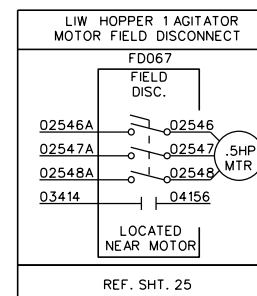 LIW HOPPER 1 AGITATOR
MOTOR FIELD DISCONNECT
FD067
FIELD
DISC.
02546A 02546
02547A 02547
.5HP
MTR
02548A 02548
03414 04156
LOCATED
NEAR MOTOR
REF. SHT. 25